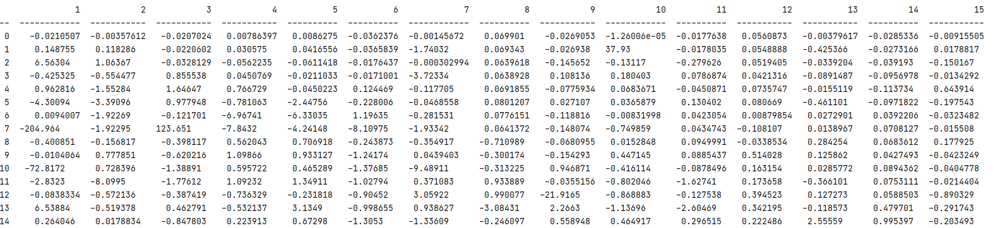 1 2 3 4 5 6 7 8 9 10 11 12 13 14 15
-- ------------ ----------- ----------- ---------- ---------- ---------- ------------ ---------- ----------- ------------ ----------- ------------ ----------- ---------- -----------
0 -0.0210507 -0.00357612 -0.0207024 0.00786397 0.0086275 -0.0362376 -0.00145672 0.069901 -0.0269053 -1.26006e-05 -0.0177638 0.0560873 -0.00379617 -0.0285336 -0.00915505
1 0.148755 0.118286 -0.0220602 0.030575 0.0416556 -0.0365839 -1.74032 0.069343 -0.026938 37.93 -0.0178035 0.0548888 -0.425366 -0.0273166 0.0178817
2 6.56304 1.06367 -0.0328129 -0.0562235 -0.0611418 -0.0176437 -0.000302994 0.0639618 -0.145652 -0.13117 -0.279626 0.0519405 -0.0339204 -0.039193 -0.150167
3 -0.425325 -0.554477 0.855538 0.0450769 -0.0211033 -0.0171001 -3.72334 0.0638928 0.108136 0.180403 0.0786874 0.0421316 -0.0891487 -0.0956978 -0.0134292
4 0.962816 -1.55284 1.64647 0.766729 -0.0450223 0.124469 -0.117705 0.0691855 -0.0775934 0.0683671 -0.0450871 0.0735747 -0.0155119 -0.113734 0.643914
5 -4.30094 -3.39096 0.977948 -0.781063 -2.44756 -0.228006 -0.0468558 0.0801207 0.027107 0.0365879 0.130402 0.080669 -0.461101 -0.0971822 -0.197543
6 0.0094007 -1.92269 -0.121701 -6.96741 -6.33035 1.19635 -0.281531 0.0776151 -0.118816 -0.00831998 0.0423054 0.00879854 0.0272901 0.0392206 -0.0323482
7 -204.964 -1.92295 123.651 -7.8432 -4.24148 -8.10975 -1.93342 0.0641372 -0.148074 -0.749859 0.0434743 -0.108107 0.0138967 0.0708127 -0.015508
8 -0.400851 -0.156817 -0.398117 0.562043 0.706918 -0.243873 -0.354917 -0.710989 -0.0680955 0.0152848 0.0949991 -0.0338534 0.284254 0.0683612 0.177925
9 -0.0104064 0.777851 -0.620216 1.09866 0.933127 -1.24174 0.0439403 -0.300174 -0.154293 0.447145 0.0885437 0.514028 0.125862 0.0427493 -0.0423249
10 -72.8172 0.728396 -1.38891 0.595722 0.465289 -1.37685 -9.48911 -0.313225 0.946871 -0.416114 -0.0878496 0.163154 0.0285772 0.0894362 -0.0404778
11 -2.8323 -8.0995 -1.77612 1.09232 1.34911 -1.02794 0.371083 0.933889 -0.0355156 -0.802046 -1.62741 0.173658 -0.366101 0.0753111 -0.0214404
12 -0.0838334 -0.572136 -0.387419 -0.736329 -0.231818 -0.90452 3.05922 0.990077 -21.9165 -0.868883 -0.127538 0.394523 0.127273 0.0588503 -0.890329
13 6.53884 -0.519378 0.462791 -0.532137 3.1349 -0.998655 0.938627 -3.08431 2.2663 -1.13696 -2.60469 0.342195 -0.118573 0.479701 -0.291743
14 0.264046 0.0178834 -0.847803 0.223913 0.67298 -1.3053 -1.33609 -0.246097 0.558948 0.464917 0.296515 0.222486 2.55559 0.995397 -0.203493